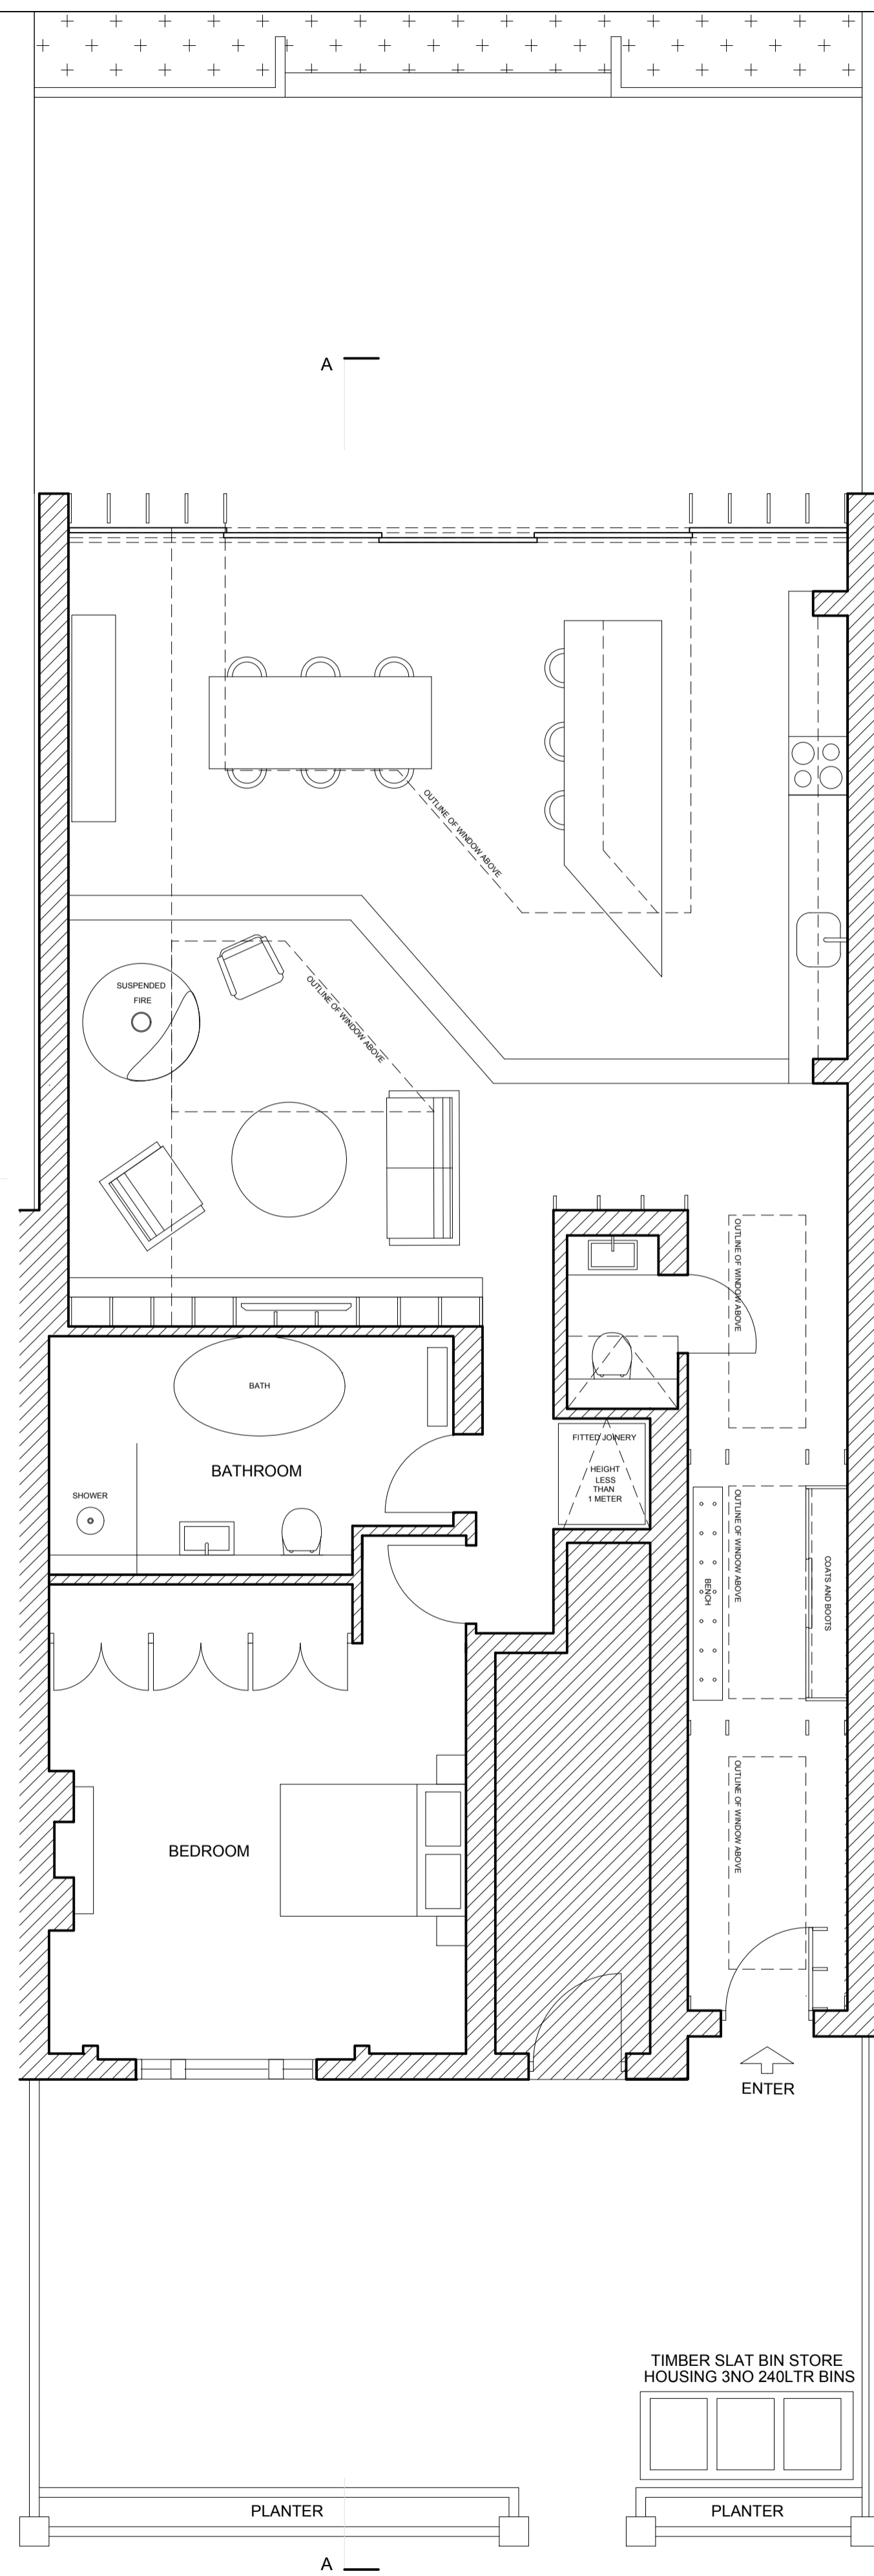 A
OUTLINE OF WINDOW ABOVE
SUSPENDED
FIRE
OUTLINE OF WINDOW ABOVE
OUTLINE OF WINDOW ABOVE
BATH
FITTED JOINERY
BATHROOM
HEIGHT
LESS
THAN
1 METER
SHOWER
OUTLINE OF WINDOW ABOVE
BENCH
COATS AND BOOTS
OUTLINE OF WINDOW ABOVE
BEDROOM
ENTER
TIMBER SLAT BIN STORE
HOUSING 3NO 240LTR BINS
PLANTER
PLANTER
A